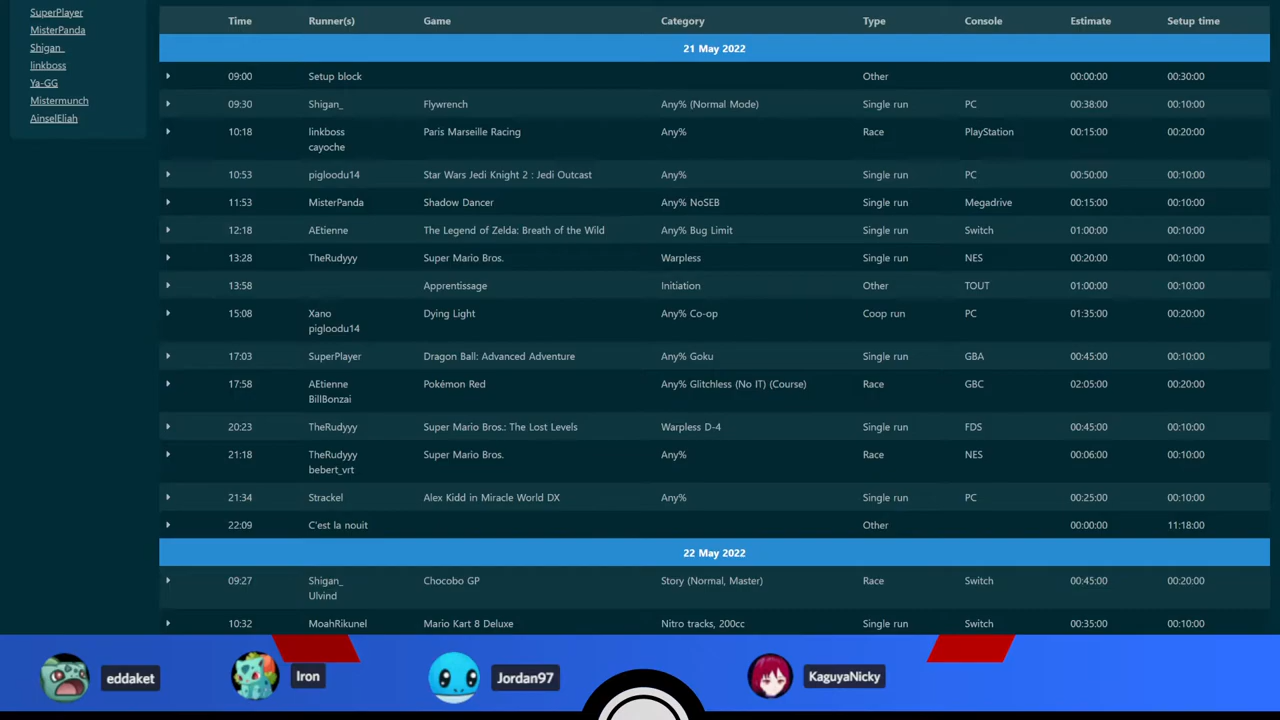 SuperPlayer
MisterPanda
Shigan_
linkboss
Ya-GG
Mistermunch
AinselEliah
Time Runner(s) Game Category Type Console Estimate Setup time
21 May 2022
09:00 Setup block Other 00:00:00 00:30:00
09:30 Shigan_ Flywrench Any% (Normal Mode) Single run PC 00:38:00 00:10:00
10:18 linkboss Paris Marseille Racing Any% Race PlayStation 00:15:00 00:20:00
cayoche
10:53 pigloodu14 Star Wars Jedi Knight 2 : Jedi Outcast Any% Single run PC 00:50:00 00:10:00
11:53 MisterPanda Shadow Dancer Any% NoSEB Single run Megadrive 00:15:00 00:10:00
12:18 AEtienne The Legend of Zelda: Breath of the Wild Any% Bug Limit Single run Switch 01:00:00 00:10:00
13:28 TheRudyyy Super Mario Bros. Warpless Single run NES 00:20:00 00:10:00
13:58 Apprentissage Initiation Other TOUT 01:00:00 00:10:00
15:08 Xano Dying Light Any% Co-op Coop run PC 01:35:00 00:20:00
pigloodu14
17:03 SuperPlayer Dragon Ball: Advanced Adventure Any% Goku Single run GBA 00:45:00 00:10:00
17:58 AEtienne Pokémon Red Any% Glitchless (No IT) (Course) Race GBC 02:05:00 00:20:00
BillBonzai
20:23 TheRudyyy Super Mario Bros.: The Lost Levels Warpless D-4 Single run FDS 00:45:00 00:10:00
21:18 TheRudyyy Super Mario Bros. Any% Race NES 00:06:00 00:10:00
bebert_vrt
21:34 Strackel Alex Kidd in Miracle World DX Any% Single run PC 00:25:00 00:10:00
22:09 C'est la nouit Other 00:00:00 11:18:00
22 May 2022
09:27 Shigan_ Chocobo GP Story (Normal, Master) Race Switch 00:45:00 00:20:00
Ulvind
10:32 MoahRikunel Mario Kart 8 Deluxe Nitro tracks, 200cc Single run Switch 00:35:00 00:10:00
eddaket Iron Jordan97 KaguyaNicky